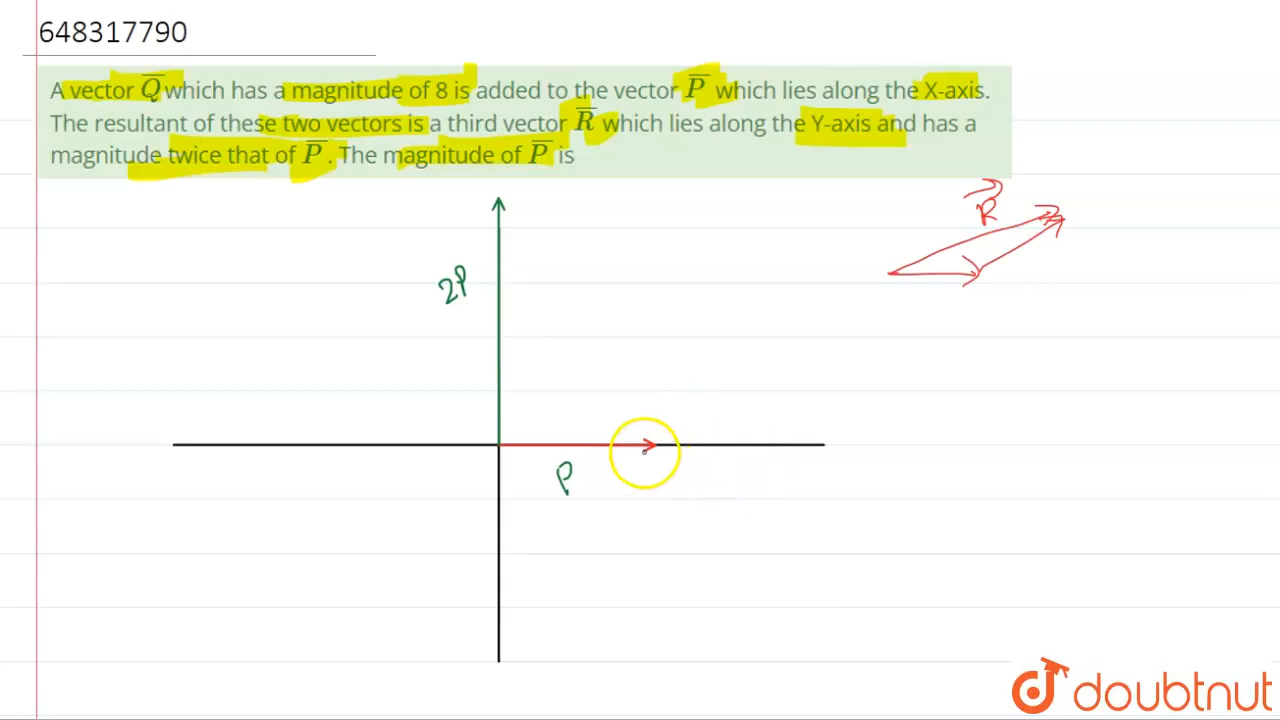 648317790
A vector Q̅ which has a magnitude of 8 is added to the vector P̅ which lies along the X-axis.
The resultant of these two vectors is a third vector R̅ which lies along the Y-axis and has a
magnitude twice that of P̅. The magnitude of P̅ is
R
2P
P
doubtnut